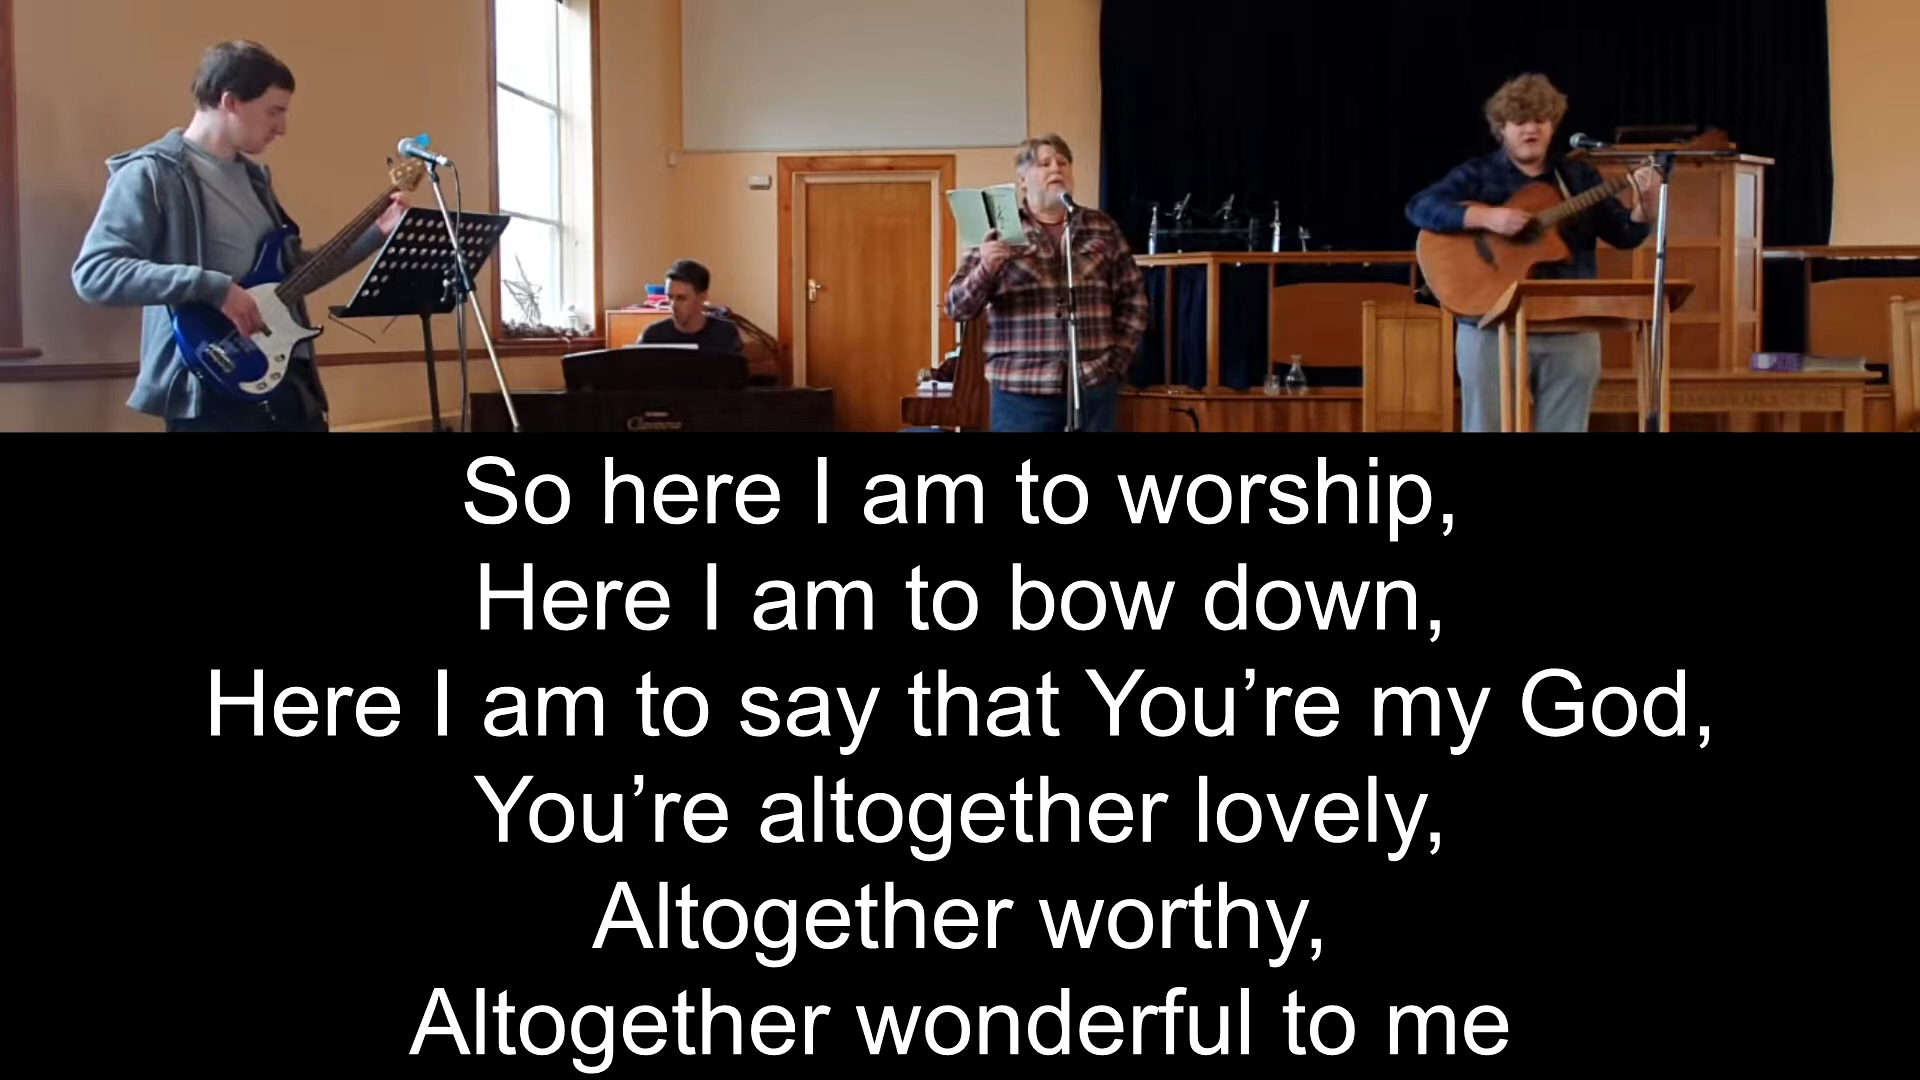 Clavinova
So here I am to worship,
Here I am to bow down,
Here I am to say that You’re my God,
You’re altogether lovely,
Altogether worthy,
Altogether wonderful to me